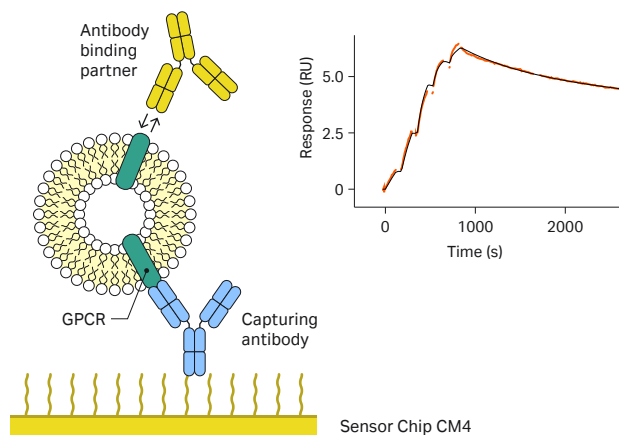 Antibody
binding
partner
GPCR
Capturing
antibody
Sensor Chip CM4
Response (RU)
5.0
2.5
0
0
1000
2000
Time (s)